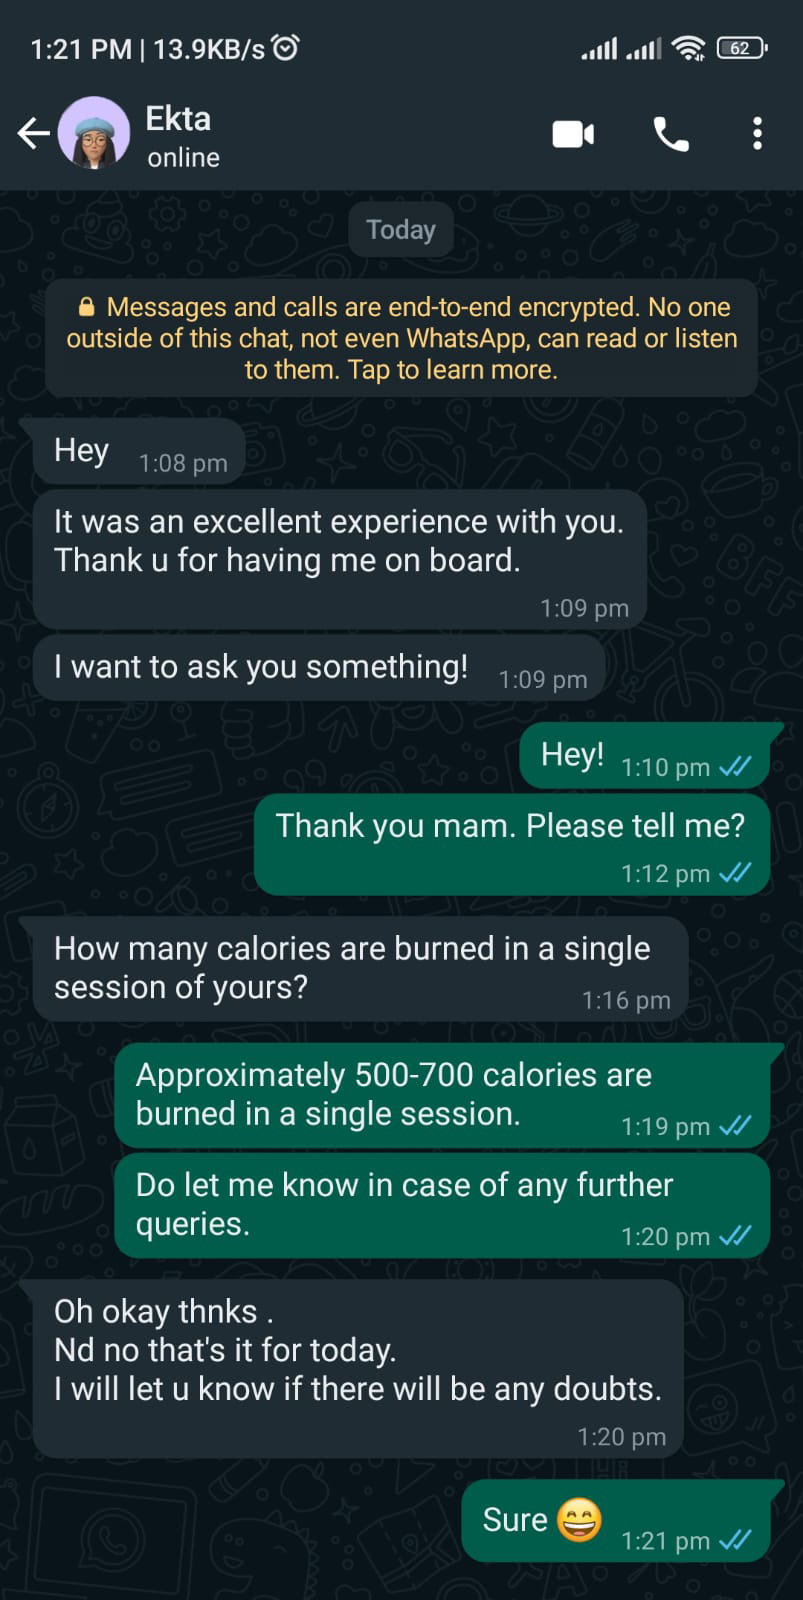 1:21 PM | 13.9KB/s
62
Ekta
online
Today
Messages and calls are end-to-end encrypted. No one
outside of this chat, not even WhatsApp, can read or listen
to them. Tap to learn more.
Hey 1:08 pm
It was an excellent experience with you.
Thank u for having me on board.
1:09 pm
I want to ask you something! 1:09 pm
Hey! 1:10 pm
Thank you mam. Please tell me?
1:12 pm
How many calories are burned in a single
session of yours? 1:16 pm
Approximately 500-700 calories are
burned in a single session. 1:19 pm
Do let me know in case of any further
queries. 1:20 pm
Oh okay thnks .
Nd no that's it for today.
I will let u know if there will be any doubts.
1:20 pm
Sure 😄 1:21 pm